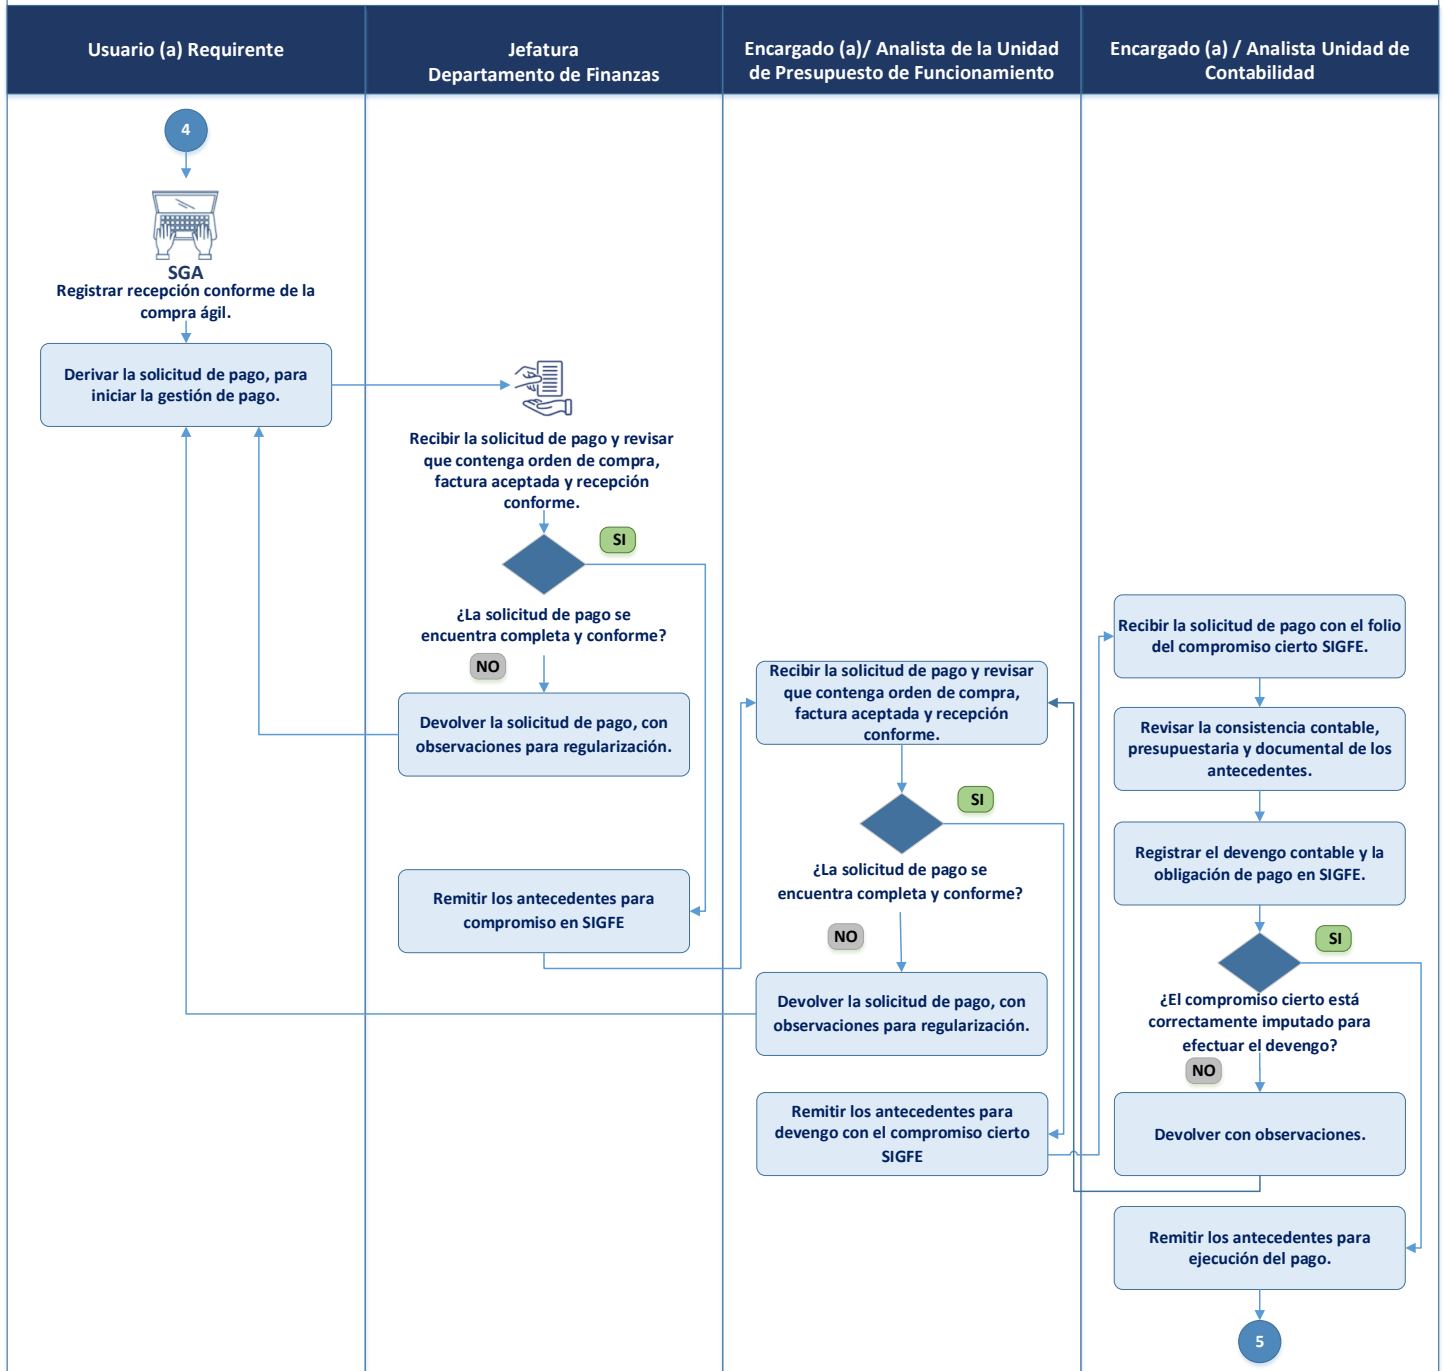 Usuario (a) Requirente
Jefatura
Departamento de Finanzas
Encargado (a)/ Analista de la Unidad
de Presupuesto de Funcionamiento
Encargado (a) / Analista Unidad de
Contabilidad
4
SGA
Registrar recepción conforme de la
compra ágil.
Derivar la solicitud de pago, para
iniciar la gestión de pago.
Recibir la solicitud de pago y revisar
que contenga orden de compra,
factura aceptada y recepción
conforme.
SI
¿La solicitud de pago se
encuentra completa y conforme?
NO
Devolver la solicitud de pago, con
observaciones para regularización.
Remitir los antecedentes para
compromiso en SIGFE
Recibir la solicitud de pago y revisar
que contenga orden de compra,
factura aceptada y recepción
conforme.
SI
¿La solicitud de pago se
encuentra completa y conforme?
NO
Devolver la solicitud de pago, con
observaciones para regularización.
Remitir los antecedentes para
devengo con el compromiso cierto
SIGFE
Recibir la solicitud de pago con el folio
del compromiso cierto SIGFE.
Revisar la consistencia contable,
presupuestaria y documental de los
antecedentes.
Registrar el devengo contable y la
obligación de pago en SIGFE.
SI
¿El compromiso cierto está
correctamente imputado para
efectuar el devengo?
NO
Devolver con observaciones.
Remitir los antecedentes para
ejecución del pago.
5